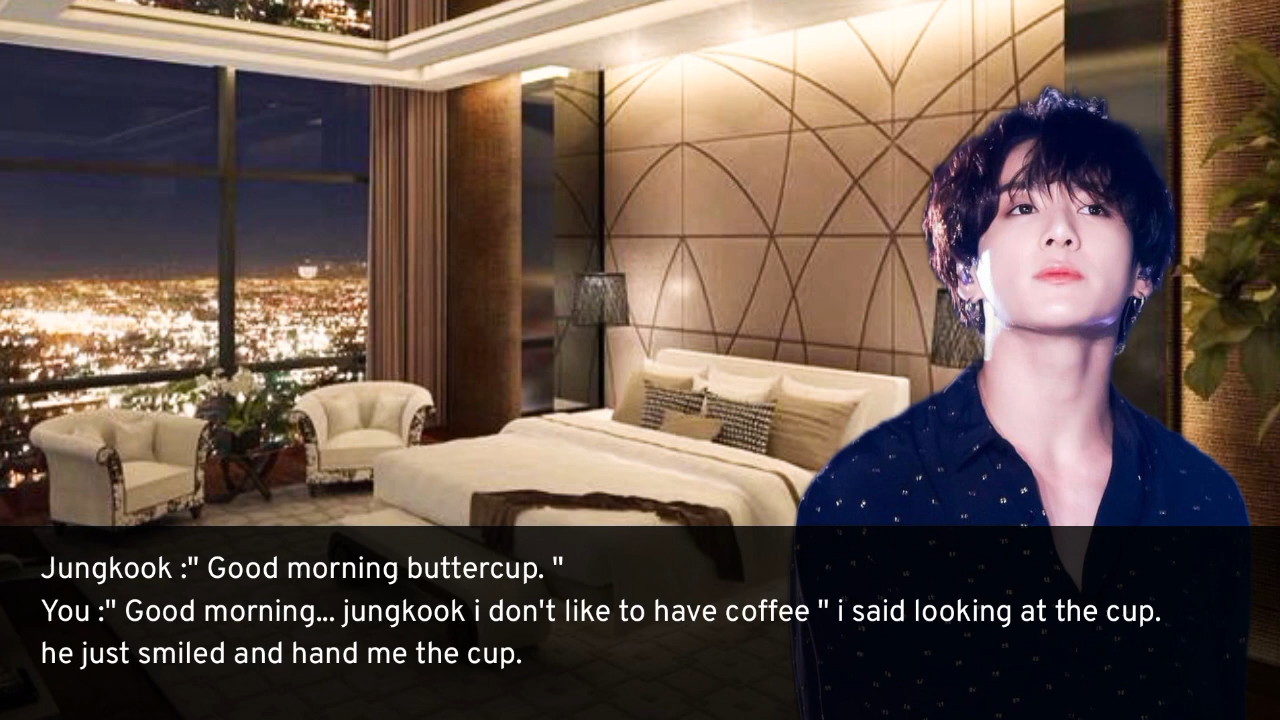 Jungkook :" Good morning buttercup. "
You :" Good morning... jungkook i don't like to have coffee " i said looking at the cup.
he just smiled and hand me the cup.